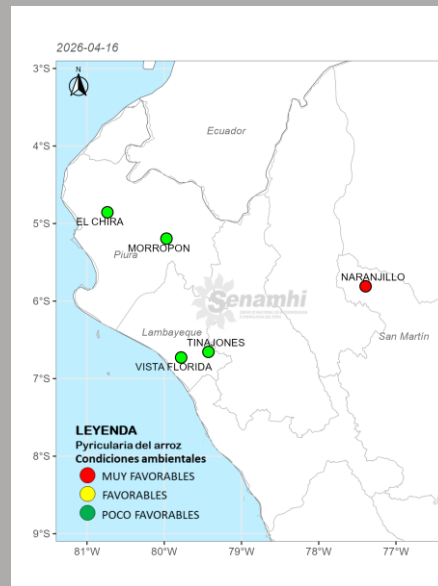 2026-04-16
N
3°S
Ecuador
4°S
EL CHIRA
5°S
MORROPON
Piura
NARANJILLO
6°S
Senamhi
Lambayeque
TINAJONES
San Martín
VISTA FLORIDA
7°S
LEYENDA
Pyricularia del arroz
Condiciones ambientales
8°S
MUY FAVORABLES
FAVORABLES
POCO FAVORABLES
9°S
81°W 80°W 79°W 78°W 77°W